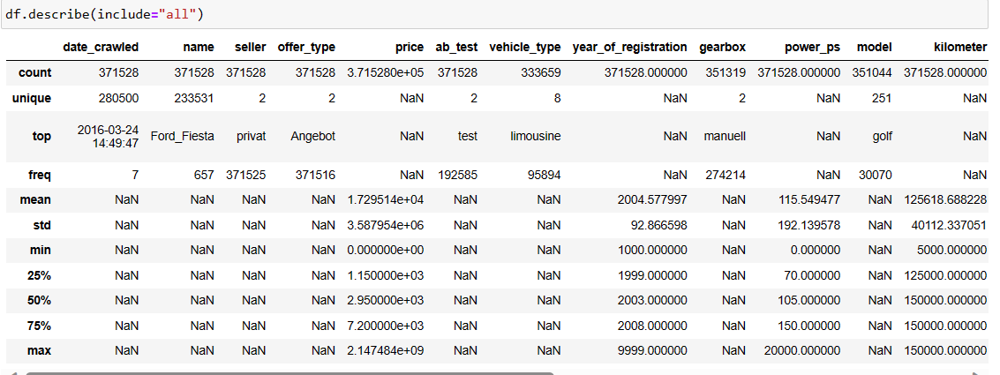 df.describe(include="all")
date_crawled name seller offer_type price ab_test vehicle_type year_of_registration gearbox power_ps model kilometer
count 371528 371528 371528 371528 3.715280e+05 371528 333659 371528.000000 351319 371528.000000 351044 371528.000000
unique 280500 233531 2 2 NaN 2 8 NaN 2 NaN 251 NaN
top 2016-03-24 14:49:47 Ford_Fiesta privat Angebot NaN test limousine NaN manuell NaN golf NaN
freq 7 657 371525 371516 NaN 192585 95894 NaN 274214 NaN 30070 NaN
mean NaN NaN NaN NaN 1.729514e+04 NaN NaN 2004.577997 NaN 115.549477 NaN 125618.688228
std NaN NaN NaN NaN 3.587954e+06 NaN NaN 92.866598 NaN 192.139578 NaN 40112.337051
min NaN NaN NaN NaN 0.000000e+00 NaN NaN 1000.000000 NaN 0.000000 NaN 5000.000000
25% NaN NaN NaN NaN 1.150000e+03 NaN NaN 1999.000000 NaN 70.000000 NaN 125000.000000
50% NaN NaN NaN NaN 2.950000e+03 NaN NaN 2003.000000 NaN 105.000000 NaN 150000.000000
75% NaN NaN NaN NaN 7.200000e+03 NaN NaN 2008.000000 NaN 150.000000 NaN 150000.000000
max NaN NaN NaN NaN 2.147484e+09 NaN NaN 9999.000000 NaN 20000.000000 NaN 150000.000000